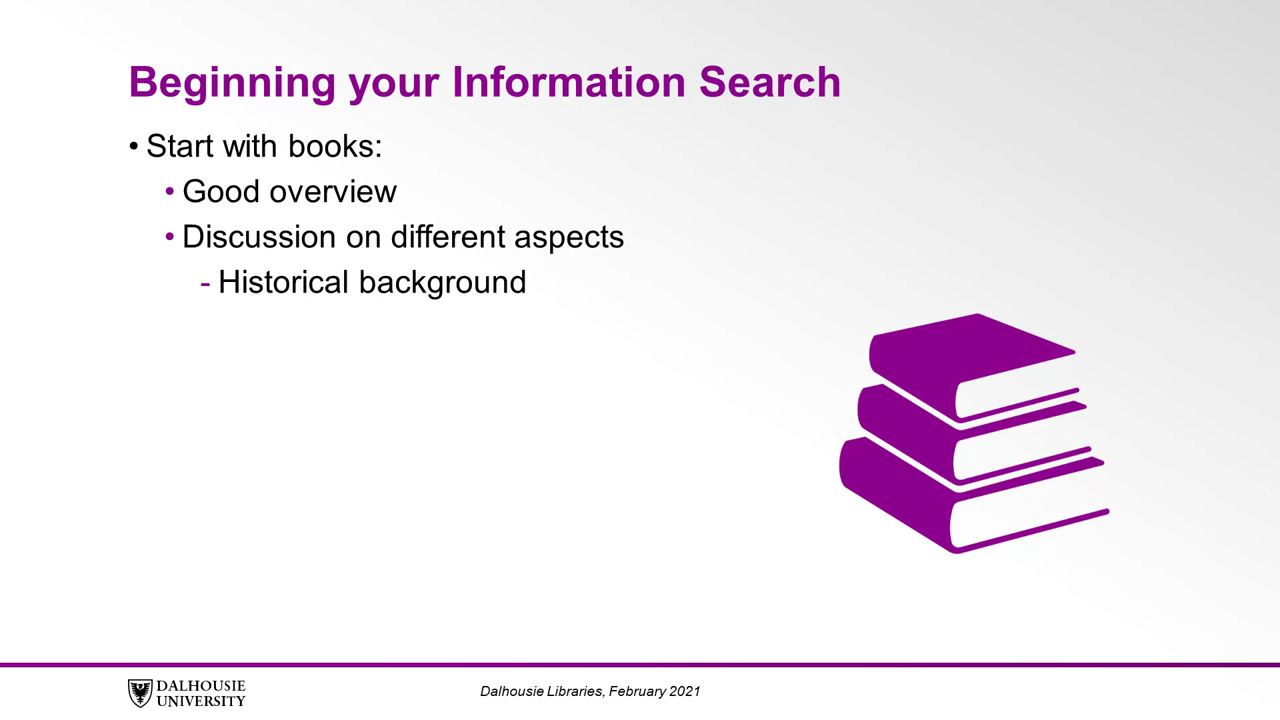 Beginning your Information Search
• Start with books:
• Good overview
• Discussion on different aspects
- Historical background
DALHOUSIE
UNIVERSITY
Dalhousie Libraries, February 2021